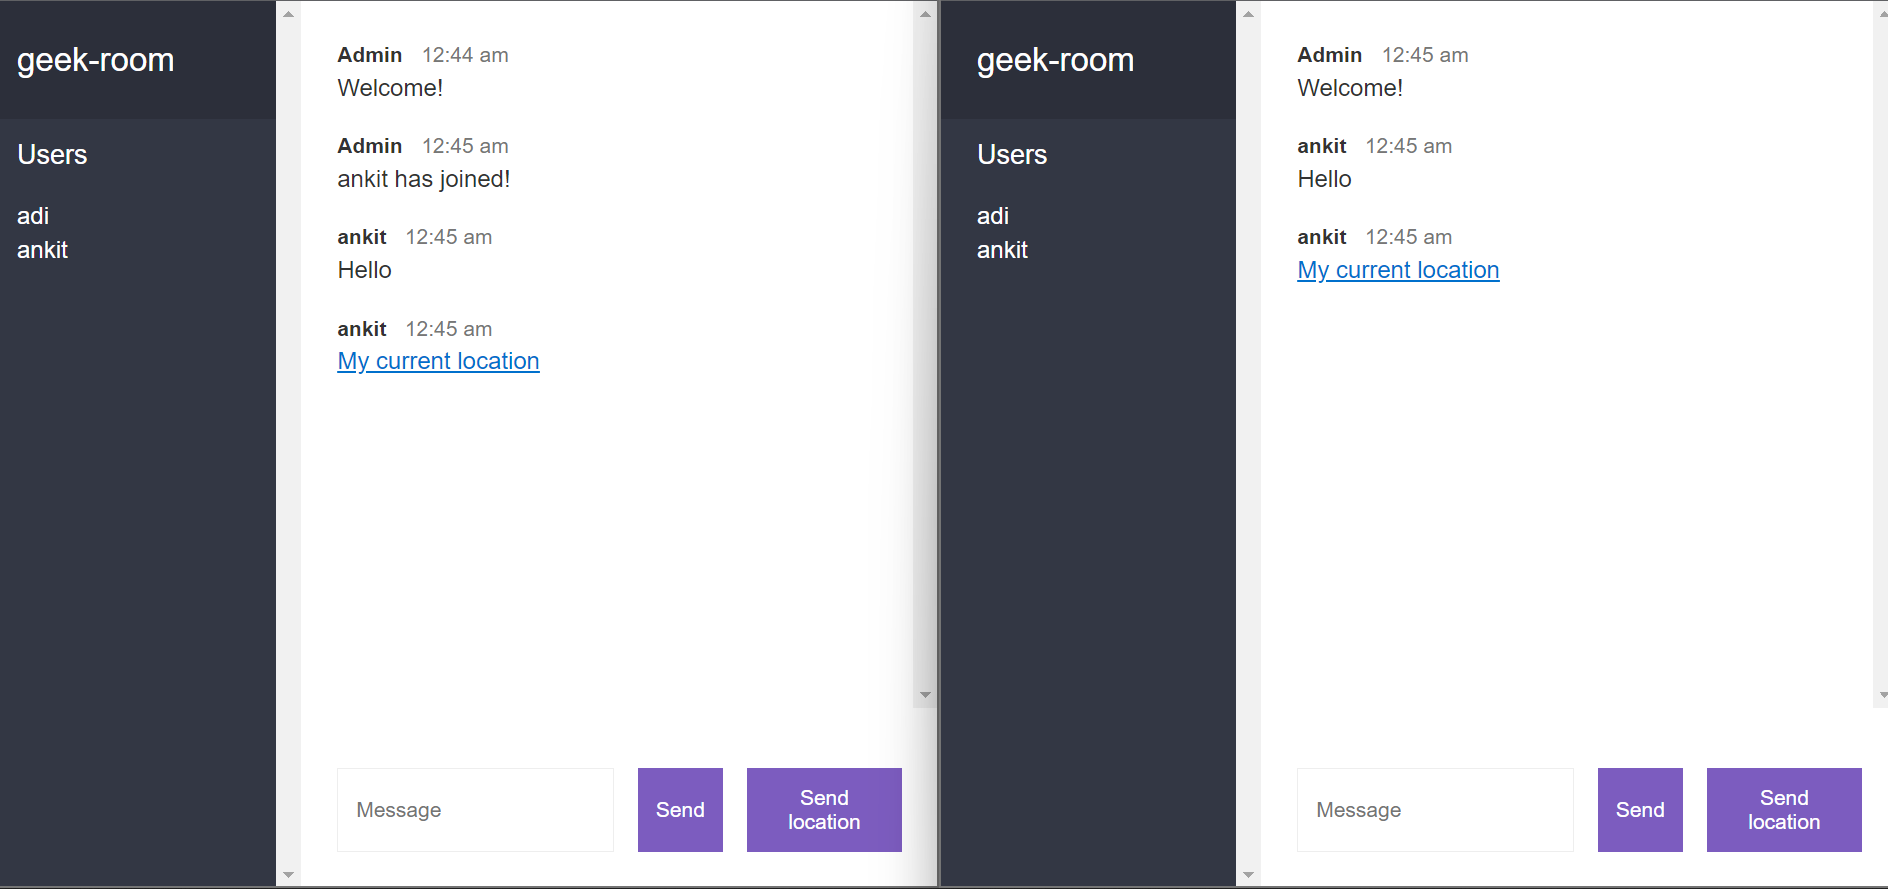 geek-room
Users
adi
ankit
Admin 12:44 am
Welcome!
Admin 12:45 am
ankit has joined!
ankit 12:45 am
Hello
ankit 12:45 am
My current location
Message
Send
Send
location
geek-room
Users
adi
ankit
Admin 12:45 am
Welcome!
ankit 12:45 am
Hello
ankit 12:45 am
My current location
Message
Send
Send
location